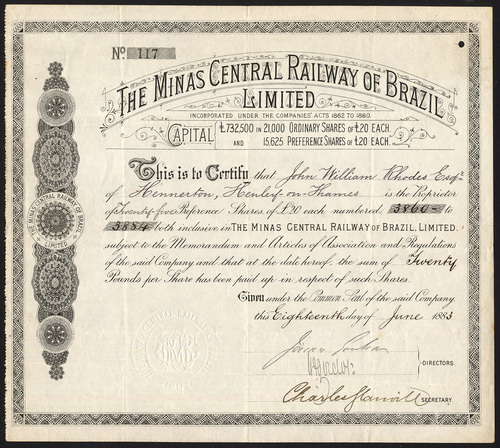 No. 117
THE MINAS CENTRAL RAILWAY OF BRAZIL
LIMITED
INCORPORATED UNDER THE COMPANIES' ACTS 1862 TO 1880.
CAPITAL £732,500 IN 21,000 ORDINARY SHARES OF £20 EACH
AND 15,625 PREFERENCE SHARES OF £20 EACH.
This is to Certify that John William Rhodes Esqre
of Hennerton, Henley-on-Thames is the Proprietor
of Twenty five Preference Shares of £20 each numbered 3860 to
3884 both inclusive in THE MINAS CENTRAL RAILWAY OF BRAZIL, LIMITED.
subject to the Memorandum and Articles of Association and Regulations
of the said Company and that at the date hereof, the sum of Twenty
Pounds per Share has been paid up in respect of such Shares.
Given under the Common Seal of the said Company
this Eighteenth day of June 1883
DIRECTORS.
Charles SECRETARY.
THE MINAS CENTRAL RAILWAY OF BRAZIL
LIMITED